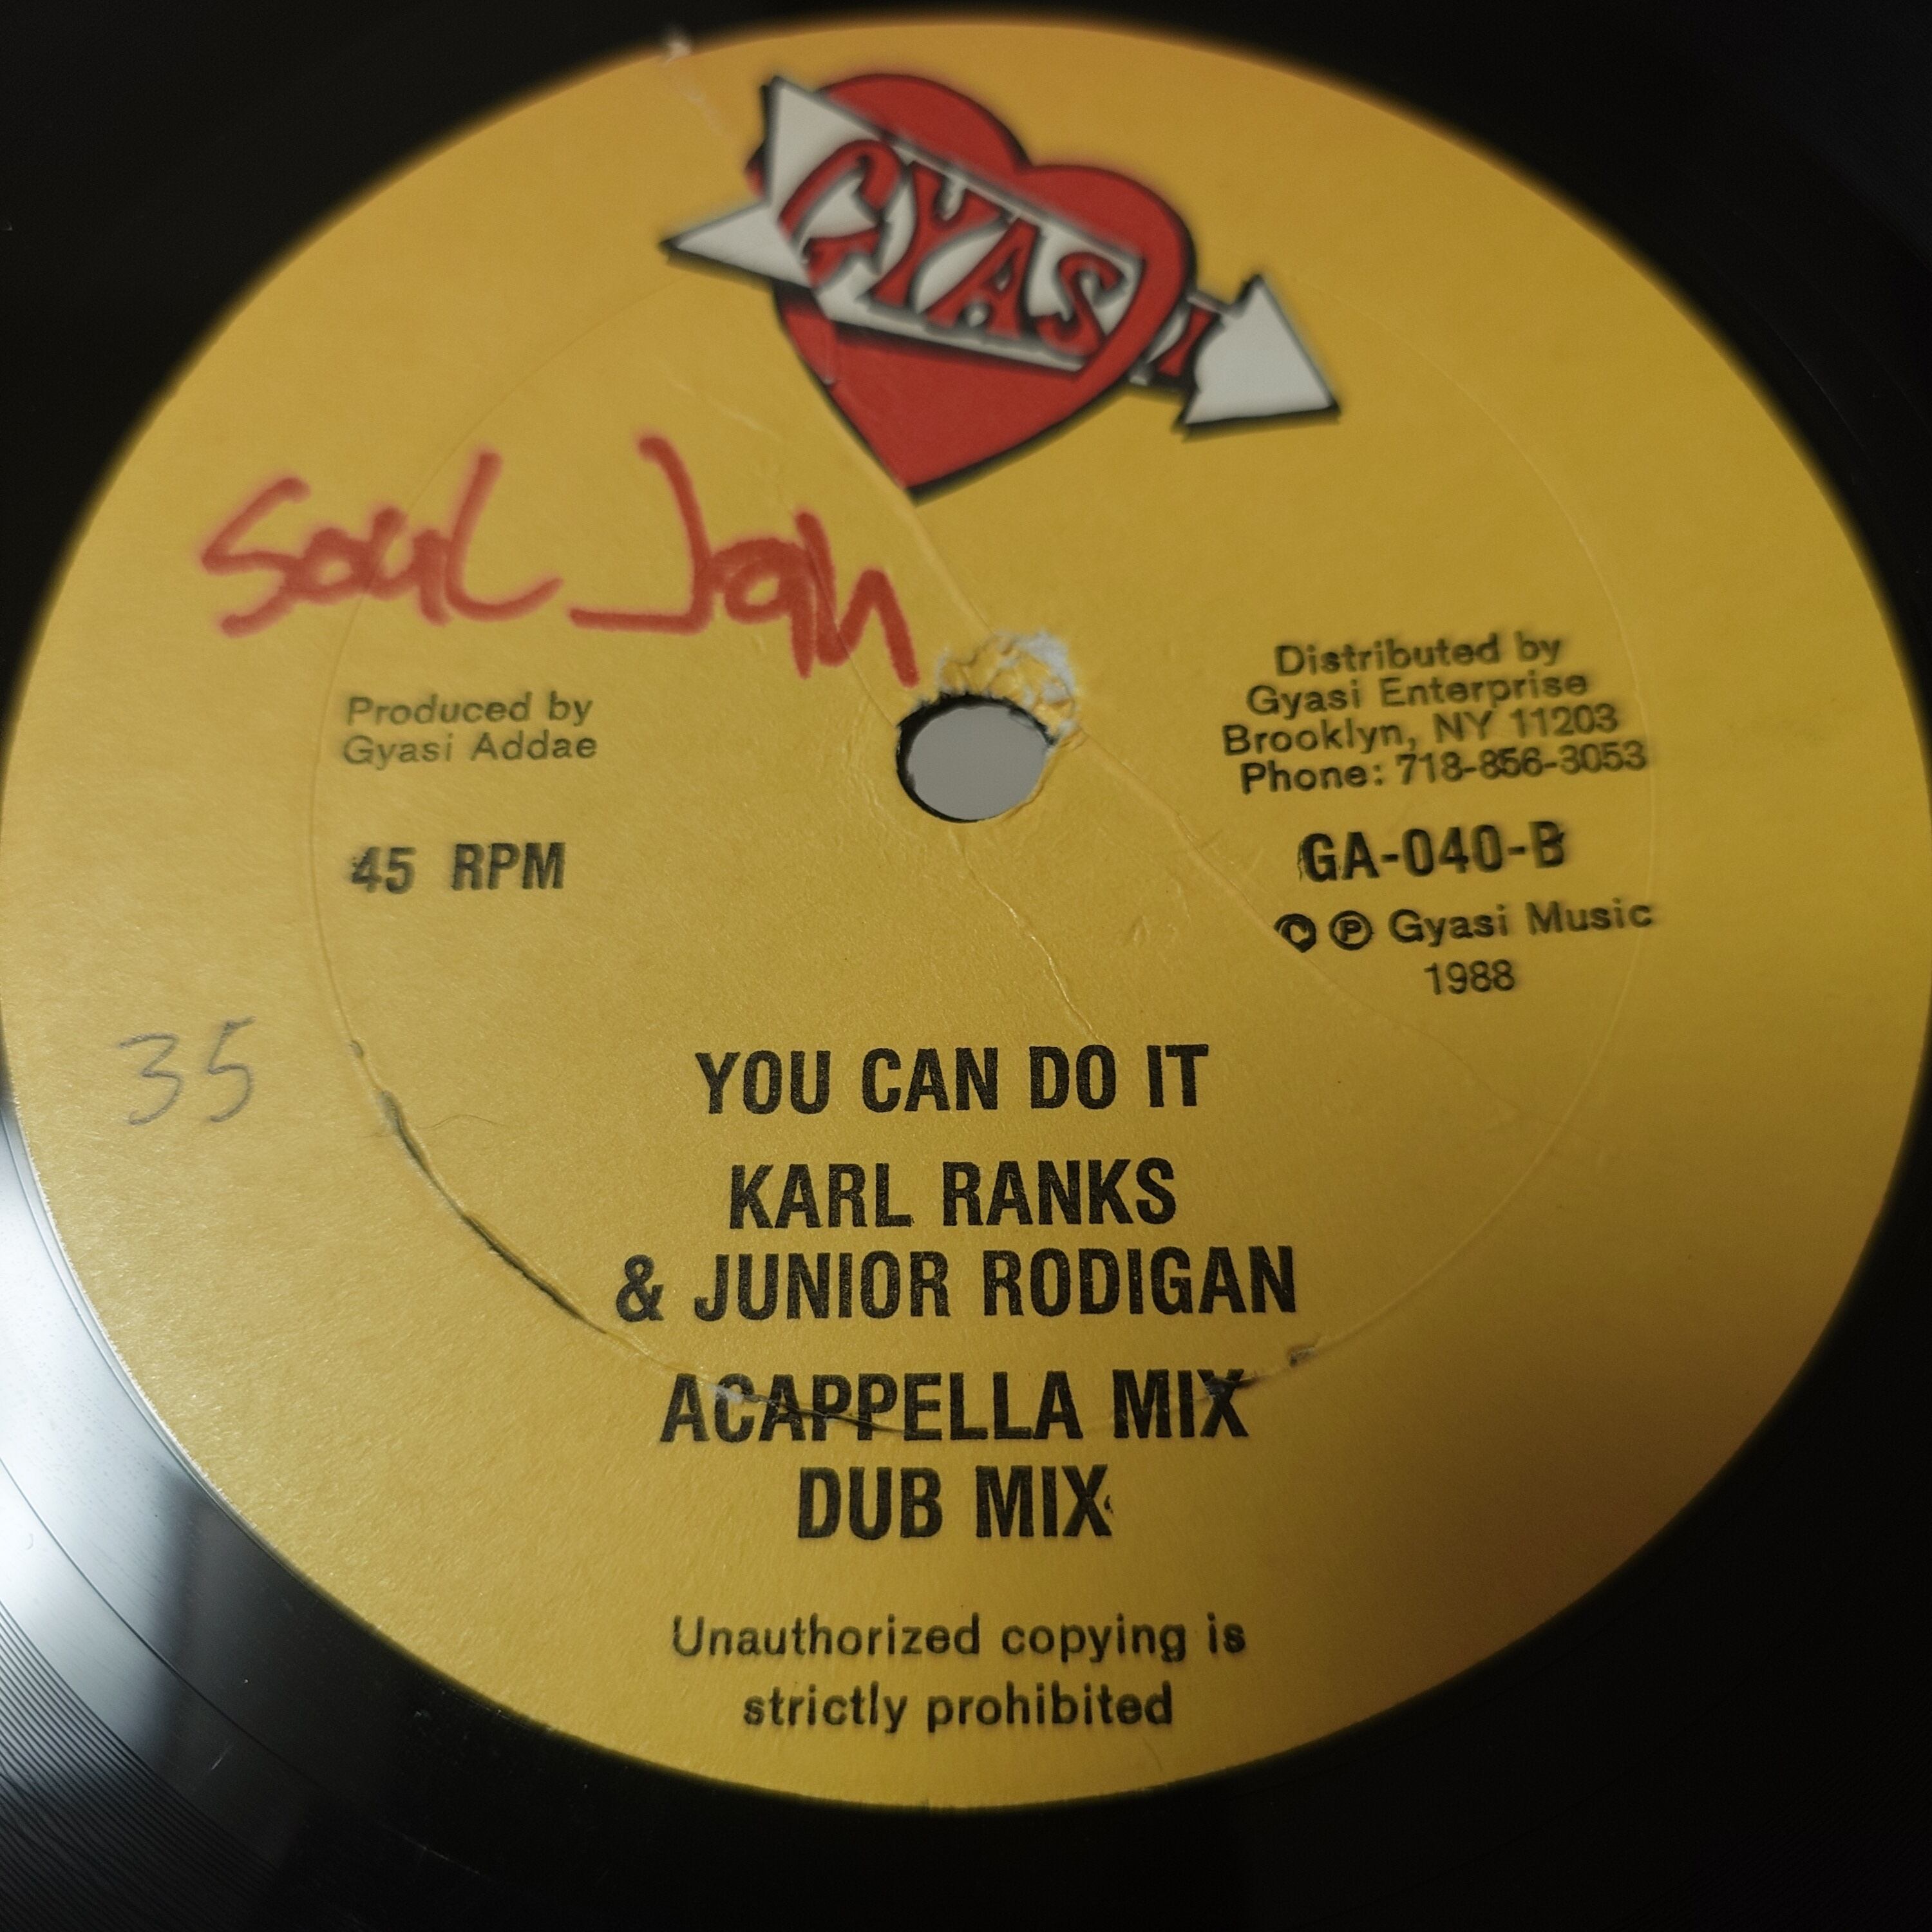 GYASI
Soul Jah
Produced by
Gyasi Addae
45 RPM
Distributed by
Gyasi Enterprise
Brooklyn, NY 11203
Phone: 718-856-3053
GA-040-B
© ℗ Gyasi Music
1988
35
YOU CAN DO IT
KARL RANKS
& JUNIOR RODIGAN
ACAPPELLA MIX
DUB MIX
Unauthorized copying is
strictly prohibited